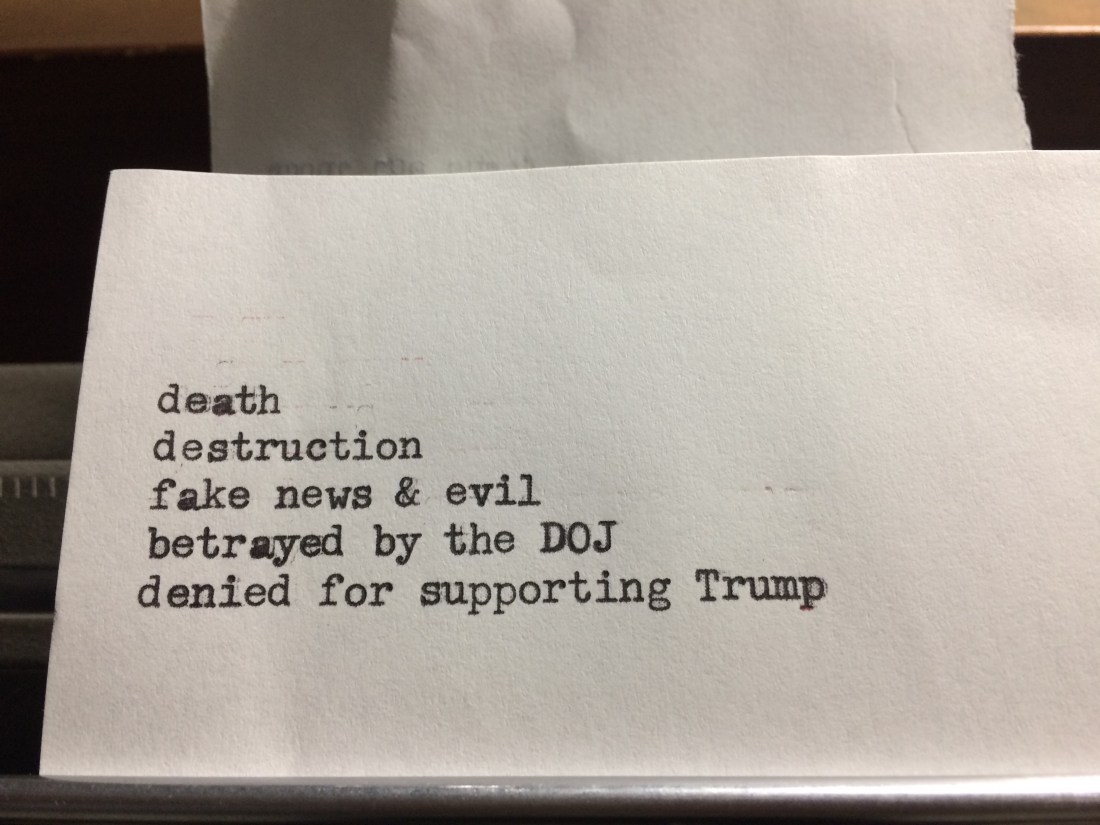 death
destruction
fake news & evil
betrayed by the DOJ
denied for supporting Trump